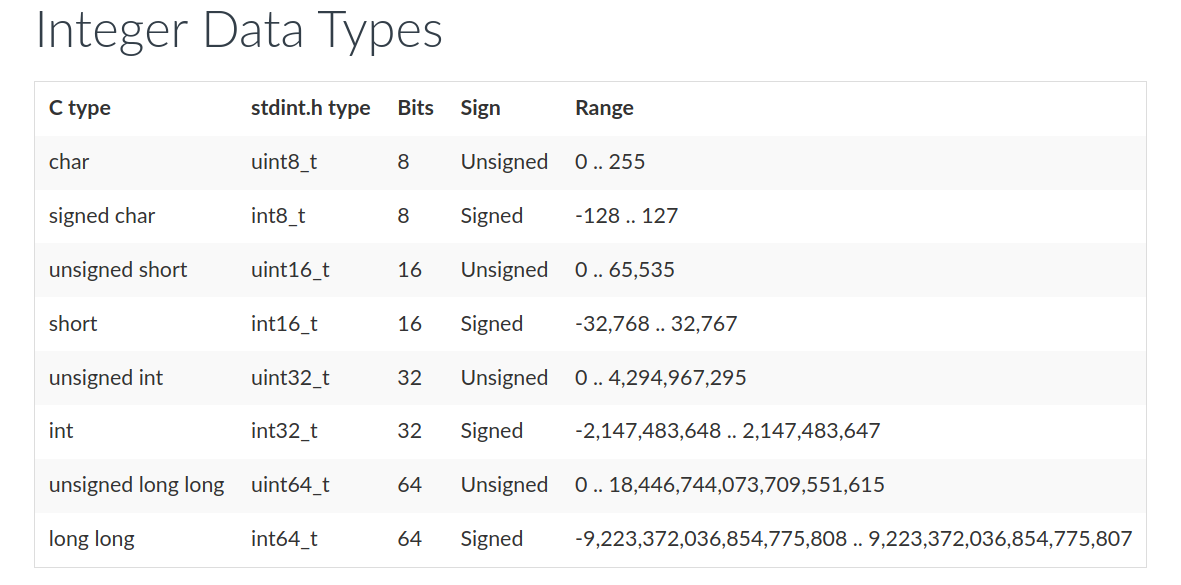 Integer Data Types
C type stdint.h type Bits Sign Range
char uint8_t 8 Unsigned 0 .. 255
signed char int8_t 8 Signed -128 .. 127
unsigned short uint16_t 16 Unsigned 0 .. 65,535
short int16_t 16 Signed -32,768 .. 32,767
unsigned int uint32_t 32 Unsigned 0 .. 4,294,967,295
int int32_t 32 Signed -2,147,483,648 .. 2,147,483,647
unsigned long long uint64_t 64 Unsigned 0 .. 18,446,744,073,709,551,615
long long int64_t 64 Signed -9,223,372,036,854,775,808 .. 9,223,372,036,854,775,807